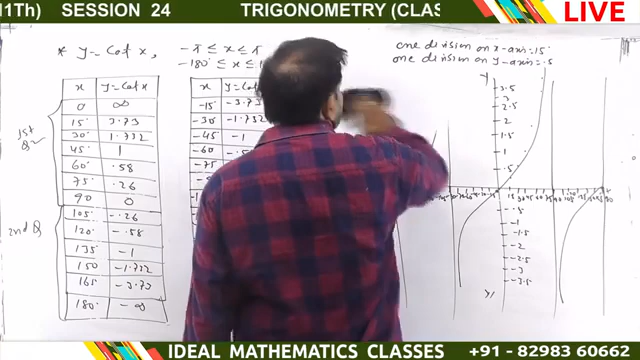 11Th) SESSION 24 TRIGONOMETRY (CLAS LIVE
* y = Cot x, -π ≤ x ≤ π
-180° ≤ x ≤ 1
one division on x-axis = 15°
one division on y-axis = .5
x y = Cot x
0 ∞
15° 3.73
30° 1.732
45° 1
60° .58
75° .26
90 0
105° -.26
120° -.58
135° -1
150 -1.732
165° -3.73
180° -∞
1st Q
2nd Q
x y = Cot
-15° -3.73
-30° -1.732
-45° -1
-60
-75
y
3.5
3
2.5
2
1.5
1
.5
-.5
-1
-1.5
-2
-2.5
-3
-3.5
y'
IDEAL MATHEMATICS CLASSES +91 - 82983 60662